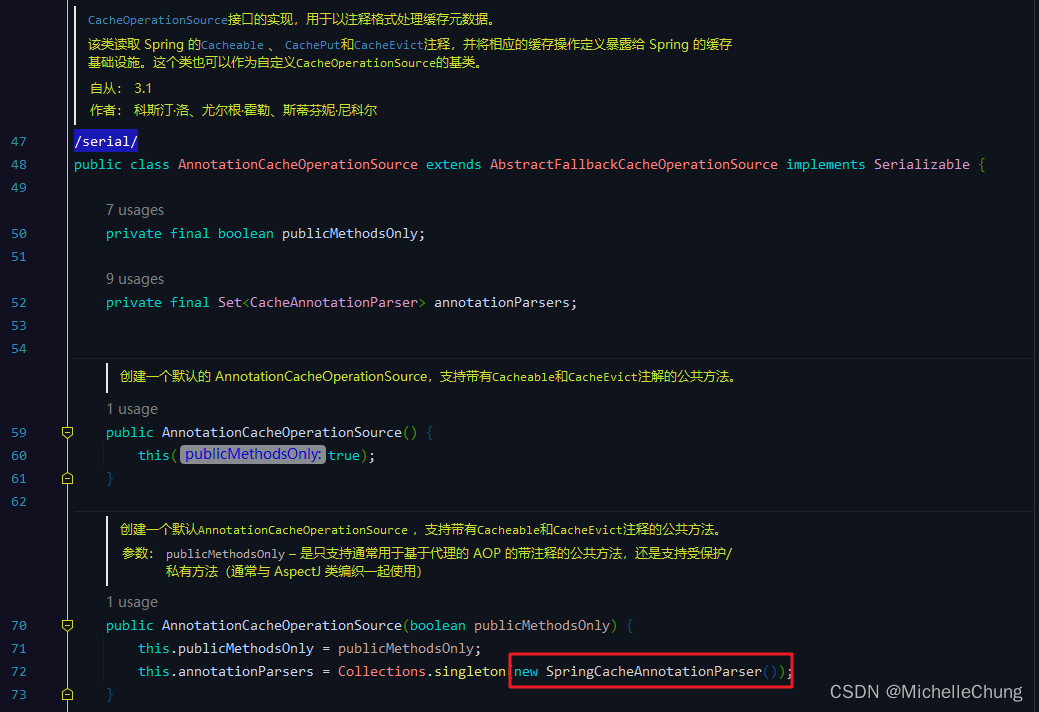 CacheOperationSource接口的实现，用于以注释格式处理缓存元数据。
该类读取 Spring 的Cacheable 、 CachePut和CacheEvict注释，并将相应的缓存操作定义暴露给 Spring 的缓存
基础设施。这个类也可以作为自定义CacheOperationSource的基类。
自从： 3.1
作者： 科斯汀·洛、尤尔根·霍勒、斯蒂芬妮·尼科尔
47 /serial/
48 public class AnnotationCacheOperationSource extends AbstractFallbackCacheOperationSource implements Serializable {
49
7 usages
50 private final boolean publicMethodsOnly;
51
9 usages
52 private final Set<CacheAnnotationParser> annotationParsers;
53
54
创建一个默认的 AnnotationCacheOperationSource，支持带有Cacheable和CacheEvict注解的公共方法。
1 usage
59 public AnnotationCacheOperationSource() {
60 this( publicMethodsOnly: true);
61 }
62
创建一个默认AnnotationCacheOperationSource ，支持带有Cacheable和CacheEvict注释的公共方法。
参数： publicMethodsOnly – 是只支持通常用于基于代理的 AOP 的带注释的公共方法，还是支持受保护/
私有方法（通常与 AspectJ 类编织一起使用）
1 usage
70 public AnnotationCacheOperationSource(boolean publicMethodsOnly) {
71 this.publicMethodsOnly = publicMethodsOnly;
72 this.annotationParsers = Collections.singleton(new SpringCacheAnnotationParser());
73 }
CSDN @MichelleChung